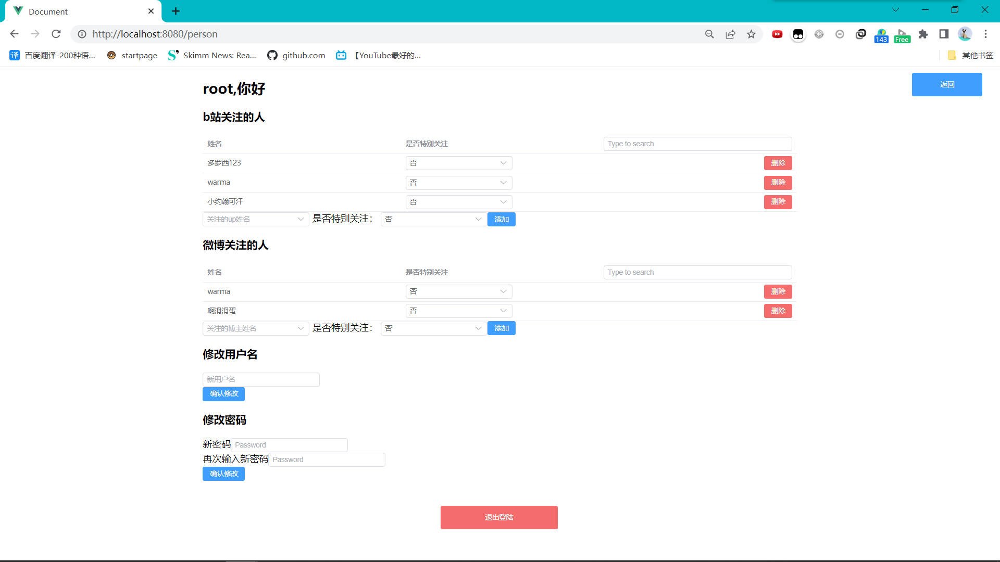 Document
http://localhost:8080/person
143
Free
译 百度翻译-200种语... startpage Skimm News: Rea... github.com 【YouTube最好的... 其他书签
root,你好
返回
b站关注的人
姓名 是否特别关注 Type to search
多罗西123 否 删除
warma 否 删除
小约翰可汗 否 删除
关注的up姓名 是否特别关注： 否 添加
微博关注的人
姓名 是否特别关注 Type to search
warma 否 删除
啊滑滑蛋 否 删除
关注的博主姓名 是否特别关注： 否 添加
修改用户名
新用户名
确认修改
修改密码
新密码 Password
再次输入新密码 Password
确认修改
退出登陆